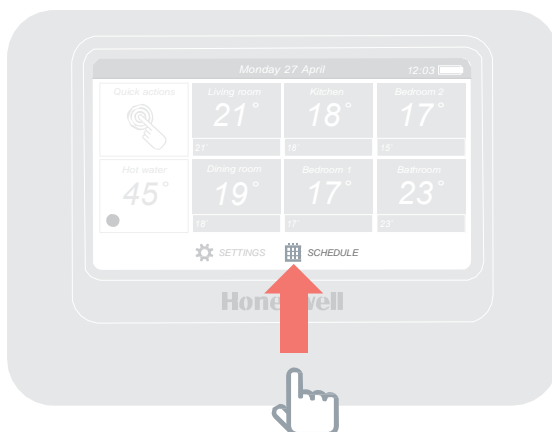 Monday 27 April 12:03
Quick actions
Living room
21°
21°
Kitchen
18°
18°
Bedroom 2
17°
15°
Hot water
45°
Dining room
19°
18°
Bedroom 1
17°
17°
Bathroom
23°
23°
SETTINGS SCHEDULE